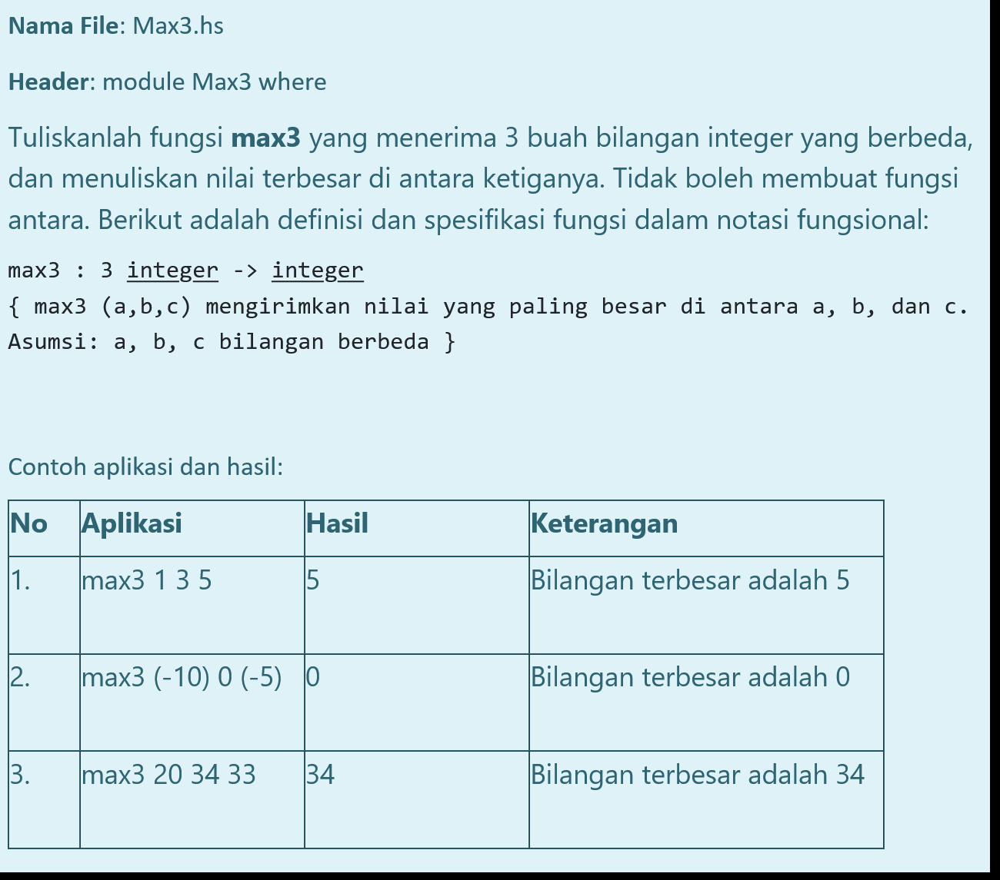 Nama File: Max3.hs
Header: module Max3 where
Tuliskanlah fungsi max3 yang menerima 3 buah bilangan integer yang berbeda,
dan menuliskan nilai terbesar di antara ketiganya. Tidak boleh membuat fungsi
antara. Berikut adalah definisi dan spesifikasi fungsi dalam notasi fungsional:
max3 : 3 integer -> integer
{ max3 (a,b,c) mengirimkan nilai yang paling besar di antara a, b, dan c.
Asumsi: a, b, c bilangan berbeda }
Contoh aplikasi dan hasil:
No Aplikasi Hasil Keterangan
1. max3 1 3 5 5 Bilangan terbesar adalah 5
2. max3 (-10) 0 (-5) 0 Bilangan terbesar adalah 0
3. max3 20 34 33 34 Bilangan terbesar adalah 34